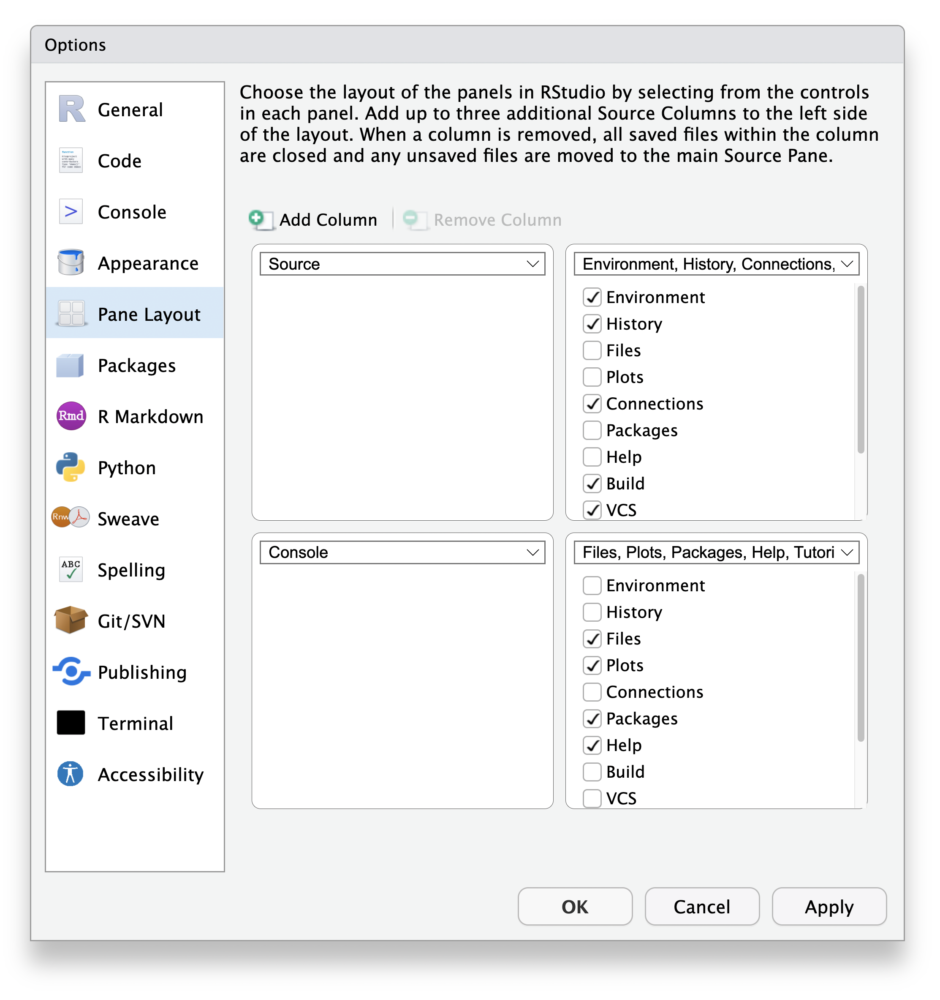 Options
General
Code
Console
Appearance
Pane Layout
Packages
Rmd R Markdown
Python
Rnw Sweave
ABC Spelling
Git/SVN
Publishing
Terminal
Accessibility
Choose the layout of the panels in RStudio by selecting from the controls
in each panel. Add up to three additional Source Columns to the left side
of the layout. When a column is removed, all saved files within the column
are closed and any unsaved files are moved to the main Source Pane.
Add Column
Remove Column
Source
Environment, History, Connections,
Environment
History
Files
Plots
Connections
Packages
Help
Build
VCS
Console
Files, Plots, Packages, Help, Tutori
Environment
History
Files
Plots
Connections
Packages
Help
Build
VCS
OK
Cancel
Apply